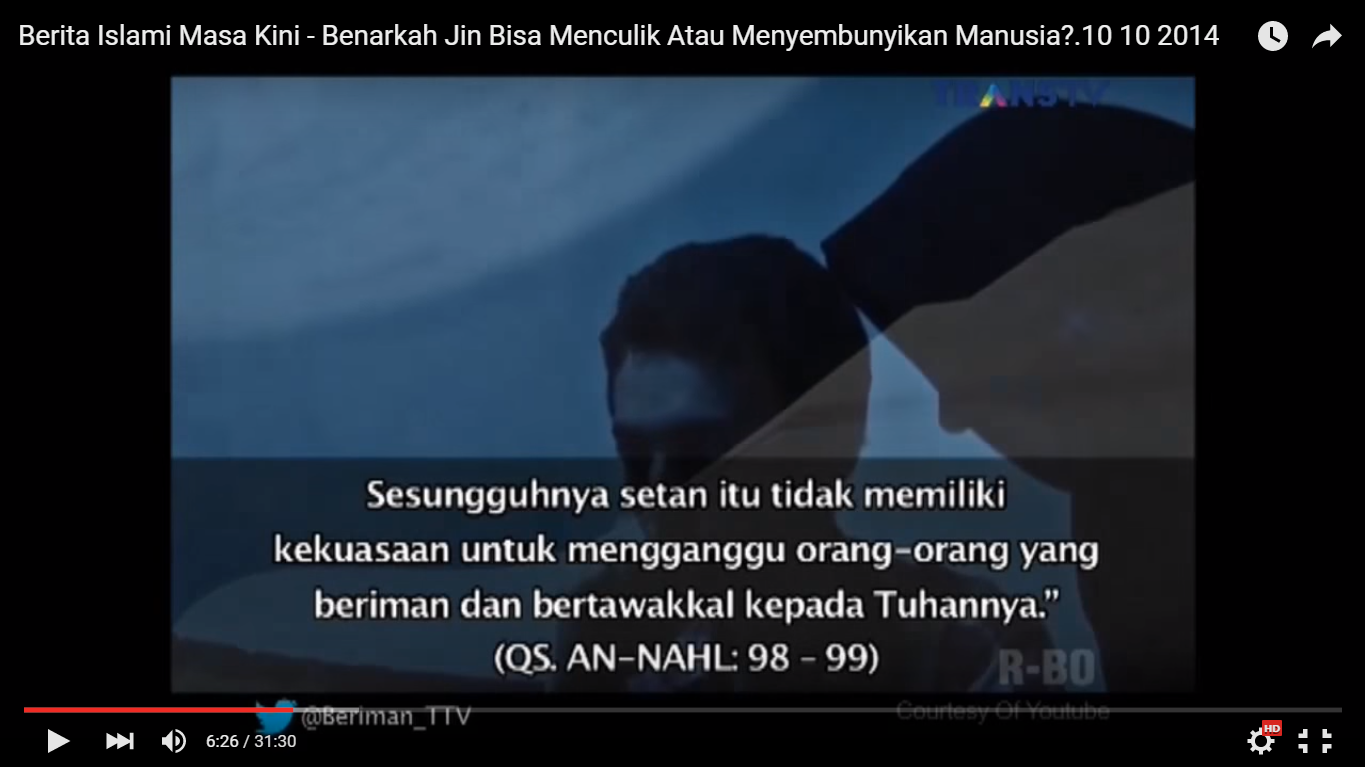 Berita Islami Masa Kini - Benarkah Jin Bisa Menculik Atau Menyembunyikan Manusia?.10 10 2014
TRANSTV
Sesungguhnya setan itu tidak memiliki
kekuasaan untuk mengganggu orang-orang yang
beriman dan bertawakkal kepada Tuhannya.”
(QS. AN-NAHL: 98 - 99)
R-BO
@Beriman_TTV
Courtesy Of Youtube
6:26 / 31:30
HD